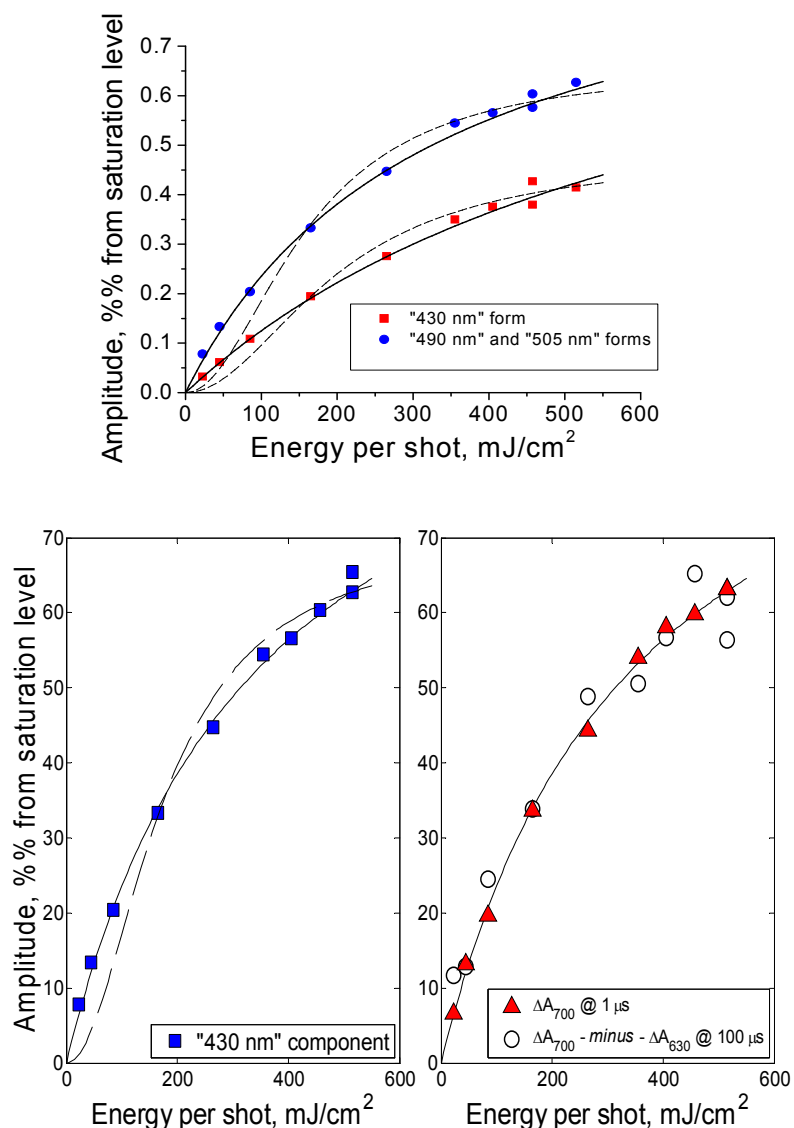 Amplitude, %% from saturation level
0.7
0.6
0.5
0.4
0.3
0.2
0.1
0.0
"430 nm" form
"490 nm" and "505 nm" forms
0 100 200 300 400 500 600
Energy per shot, mJ/cm²
Amplitude, %% from saturation level
70
60
50
40
30
20
10
0
"430 nm" component
0 200 400 600
Energy per shot, mJ/cm²
70
60
50
40
30
20
10
0
ΔA₇₀₀ @ 1 μs
ΔA₇₀₀ - minus - ΔA₆₃₀ @ 100 μs
0 200 400 600
Energy per shot, mJ/cm²